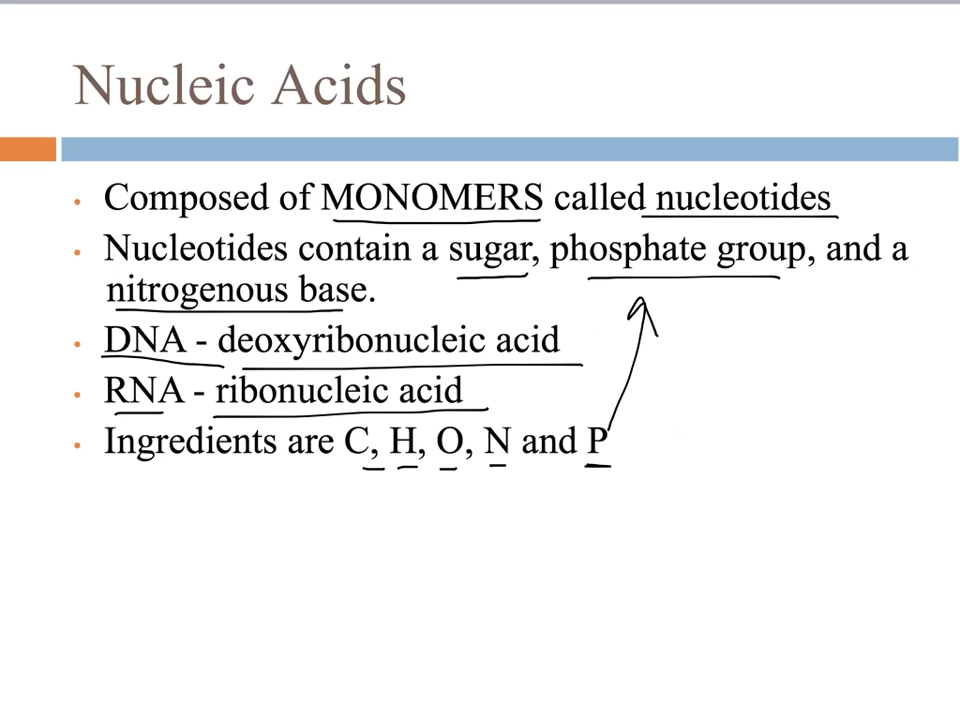 Nucleic Acids
• Composed of MONOMERS called nucleotides
• Nucleotides contain a sugar, phosphate group, and a
nitrogenous base.
• DNA - deoxyribonucleic acid
• RNA - ribonucleic acid
• Ingredients are C, H, O, N and P